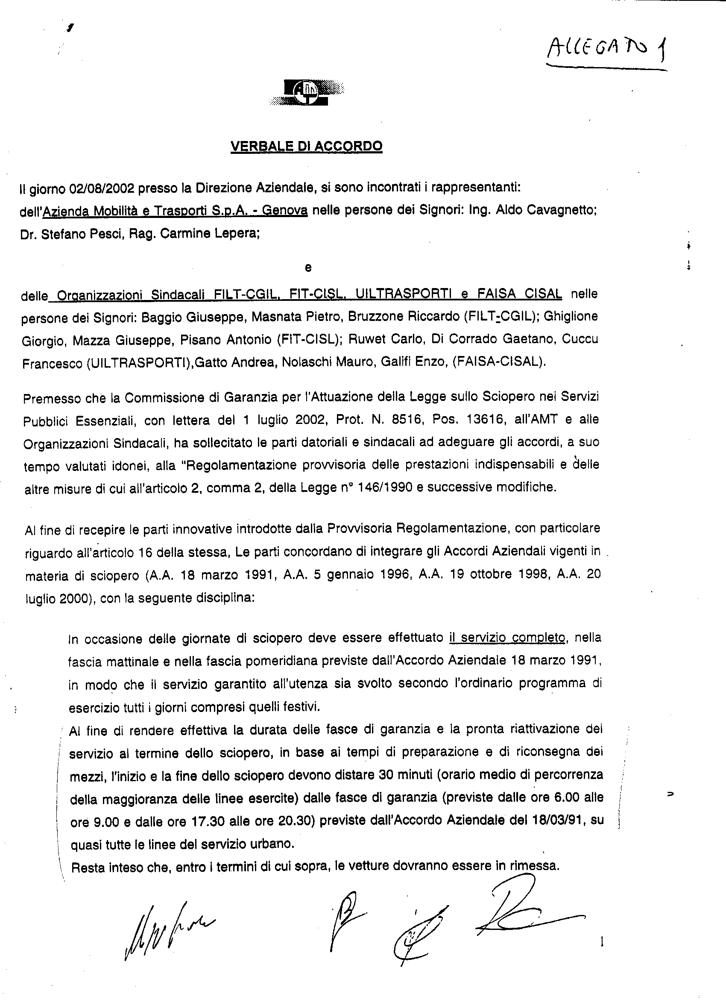 ALLEGATO 1
AMT
VERBALE DI ACCORDO
Il giorno 02/08/2002 presso la Direzione Aziendale, si sono incontrati i rappresentanti:
dell'Azienda Mobilità e Trasporti S.p.A. - Genova nelle persone dei Signori: Ing. Aldo Cavagnetto;
Dr. Stefano Pesci, Rag. Carmine Lepera;
e
delle Organizzazioni Sindacali FILT-CGIL, FIT-CISL, UILTRASPORTI e FAISA CISAL nelle
persone dei Signori: Baggio Giuseppe, Masnata Pietro, Bruzzone Riccardo (FILT-CGIL); Ghiglione
Giorgio, Mazza Giuseppe, Pisano Antonio (FIT-CISL); Ruwet Carlo, Di Corrado Gaetano, Cuccu
Francesco (UILTRASPORTI),Gatto Andrea, Nolaschi Mauro, Galifi Enzo, (FAISA-CISAL).
Premesso che la Commissione di Garanzia per l'Attuazione della Legge sullo Sciopero nei Servizi
Pubblici Essenziali, con lettera del 1 luglio 2002, Prot. N. 8516, Pos. 13616, all'AMT e alle
Organizzazioni Sindacali, ha sollecitato le parti datoriali e sindacali ad adeguare gli accordi, a suo
tempo valutati idonei, alla "Regolamentazione provvisoria delle prestazioni indispensabili e delle
altre misure di cui all'articolo 2, comma 2, della Legge n° 146/1990 e successive modifiche.
Al fine di recepire le parti innovative introdotte dalla Provvisoria Regolamentazione, con particolare
riguardo all'articolo 16 della stessa, Le parti concordano di integrare gli Accordi Aziendali vigenti in
materia di sciopero (A.A. 18 marzo 1991, A.A. 5 gennaio 1996, A.A. 19 ottobre 1998, A.A. 20
luglio 2000), con la seguente disciplina:
In occasione delle giornate di sciopero deve essere effettuato il servizio completo, nella
fascia mattinale e nella fascia pomeridiana previste dall'Accordo Aziendale 18 marzo 1991,
in modo che il servizio garantito all'utenza sia svolto secondo l'ordinario programma di
esercizio tutti i giorni compresi quelli festivi.
Al fine di rendere effettiva la durata delle fasce di garanzia e la pronta riattivazione del
servizio al termine dello sciopero, in base ai tempi di preparazione e di riconsegna dei
mezzi, l'inizio e la fine dello sciopero devono distare 30 minuti (orario medio di percorrenza
della maggioranza delle linee esercite) dalle fasce di garanzia (previste dalle ore 6.00 alle
ore 9.00 e dalle ore 17.30 alle ore 20.30) previste dall'Accordo Aziendale del 18/03/91, su
quasi tutte le linee del servizio urbano.
Resta inteso che, entro i termini di cui sopra, le vetture dovranno essere in rimessa.
1